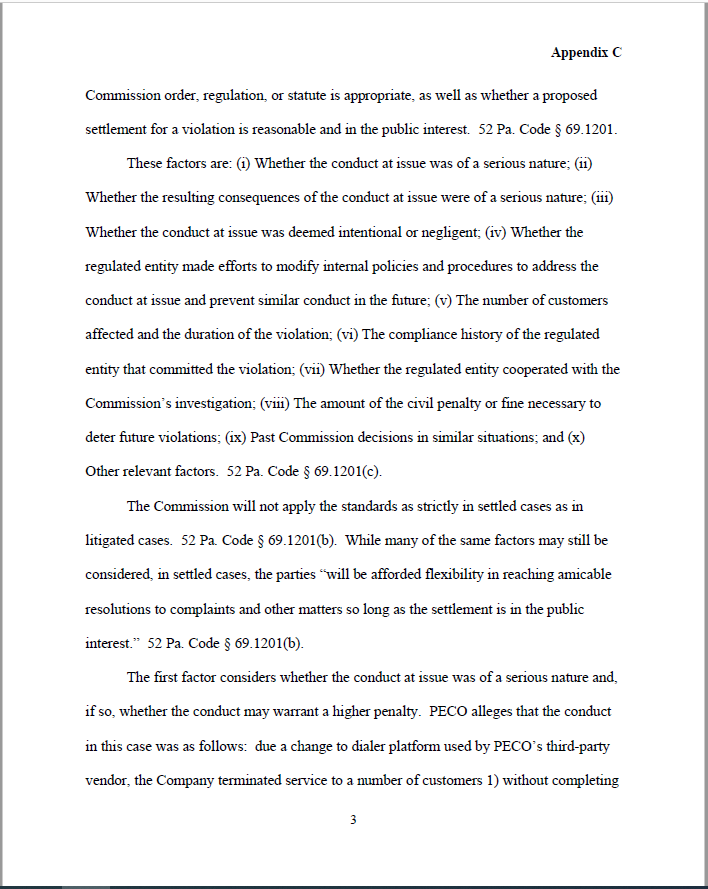 Appendix C
Commission order, regulation, or statute is appropriate, as well as whether a proposed
settlement for a violation is reasonable and in the public interest.  52 Pa. Code § 69.1201.
These factors are: (i) Whether the conduct at issue was of a serious nature; (ii)
Whether the resulting consequences of the conduct at issue were of a serious nature; (iii)
Whether the conduct at issue was deemed intentional or negligent; (iv) Whether the
regulated entity made efforts to modify internal policies and procedures to address the
conduct at issue and prevent similar conduct in the future; (v) The number of customers
affected and the duration of the violation; (vi) The compliance history of the regulated
entity that committed the violation; (vii) Whether the regulated entity cooperated with the
Commission's investigation; (viii) The amount of the civil penalty or fine necessary to
deter future violations; (ix) Past Commission decisions in similar situations; and (x)
Other relevant factors.  52 Pa. Code § 69.1201(c).
The Commission will not apply the standards as strictly in settled cases as in
litigated cases.  52 Pa. Code § 69.1201(b).  While many of the same factors may still be
considered, in settled cases, the parties “will be afforded flexibility in reaching amicable
resolutions to complaints and other matters so long as the settlement is in the public
interest.”  52 Pa. Code § 69.1201(b).
The first factor considers whether the conduct at issue was of a serious nature and,
if so, whether the conduct may warrant a higher penalty.  PECO alleges that the conduct
in this case was as follows:  due a change to dialer platform used by PECO’s third-party
vendor, the Company terminated service to a number of customers 1) without completing
3